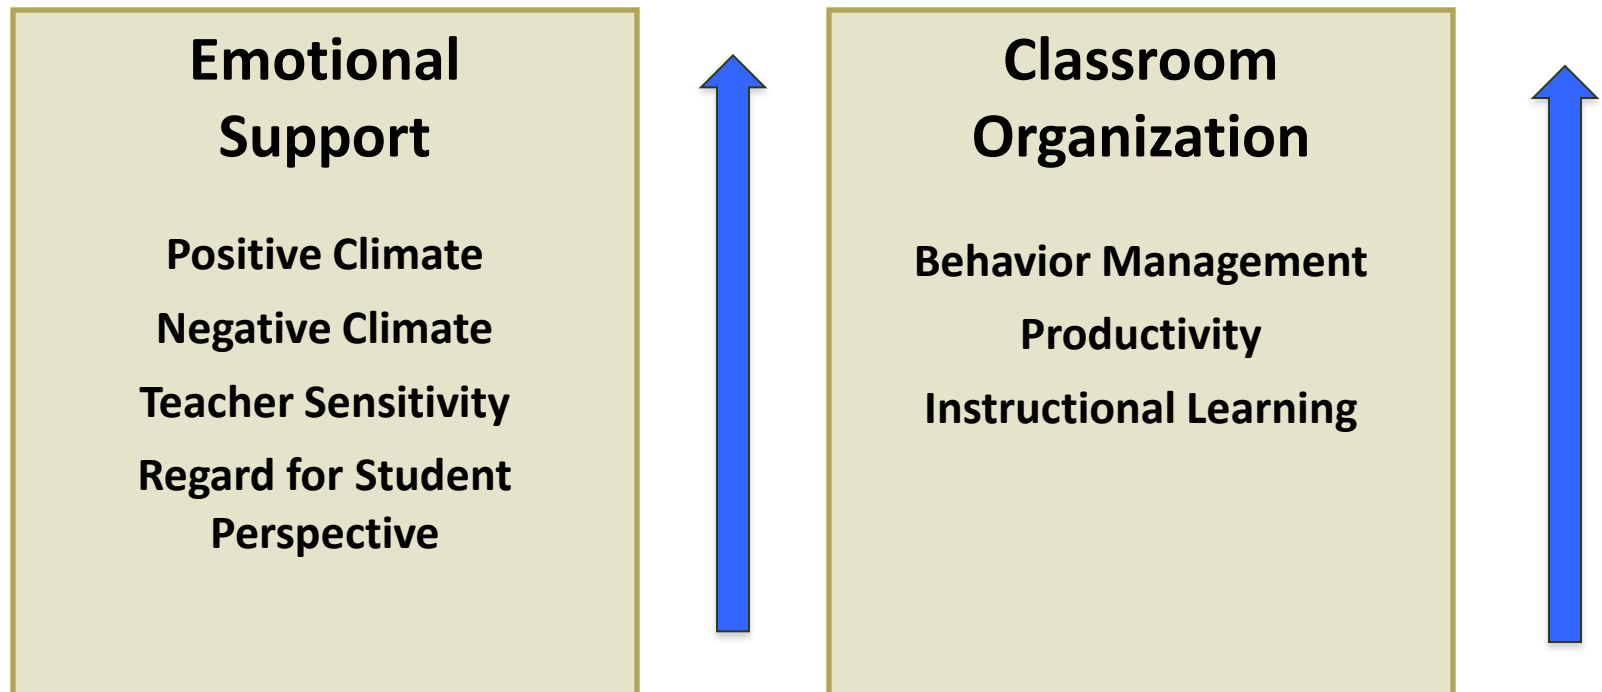 Emotional
Support
Positive Climate
Negative Climate
Teacher Sensitivity
Regard for Student
Perspective
Classroom
Organization
Behavior Management
Productivity
Instructional Learning